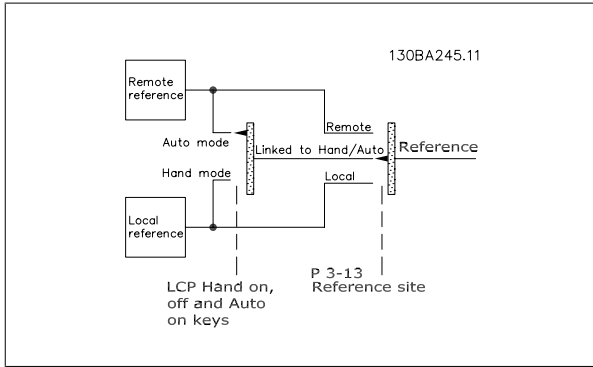 130BA245.11
Remote
reference
Remote
Auto mode
Linked to Hand/Auto
Reference
Hand mode
Local
Local
reference
LCP Hand on,
off and Auto
on keys
P 3-13
Reference site